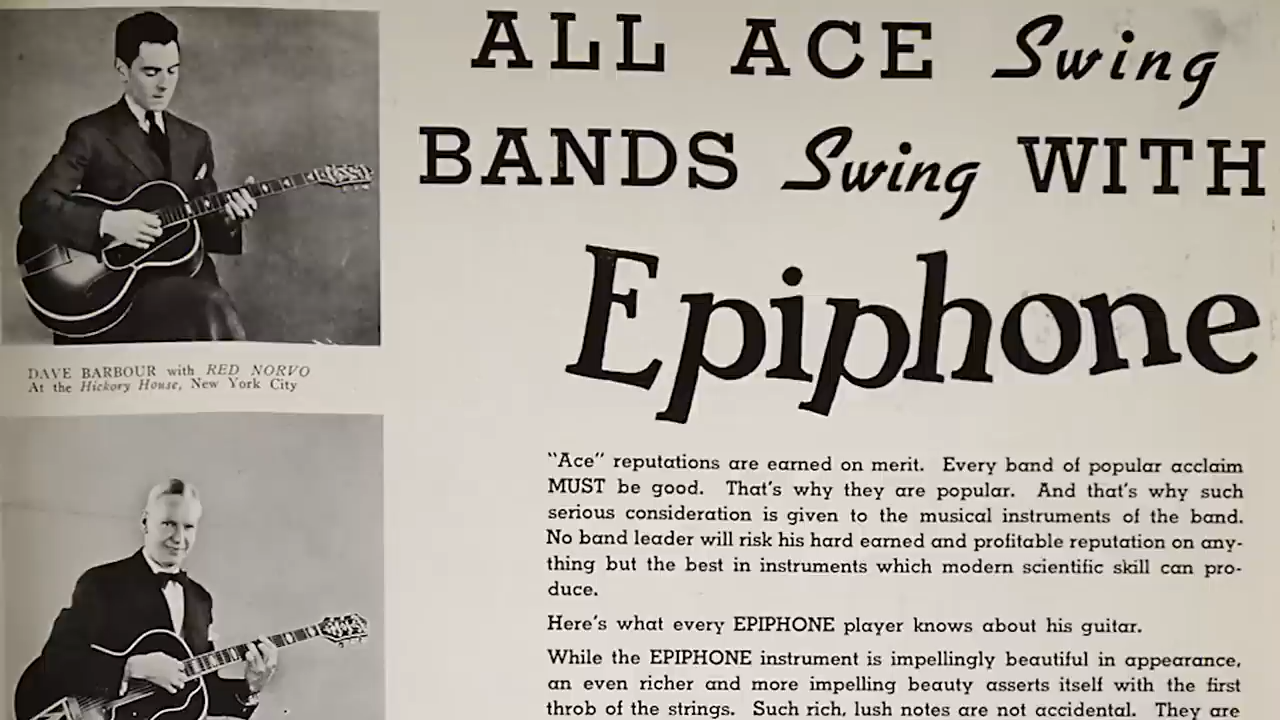 ALL ACE Swing
BANDS Swing WITH
Epiphone
DAVE BARBOUR with RED NORVO
At the Hickory House, New York City
"Ace" reputations are earned on merit. Every band of popular acclaim
MUST be good. That's why they are popular. And that's why such
serious consideration is given to the musical instruments of the band.
No band leader will risk his hard earned and profitable reputation on any-
thing but the best in instruments which modern scientific skill can pro-
duce.
Here's what every EPIPHONE player knows about his guitar.
While the EPIPHONE instrument is impellingly beautiful in appearance,
an even richer and more impelling beauty asserts itself with the first
throb of the strings. Such rich, lush notes are not accidental. They are